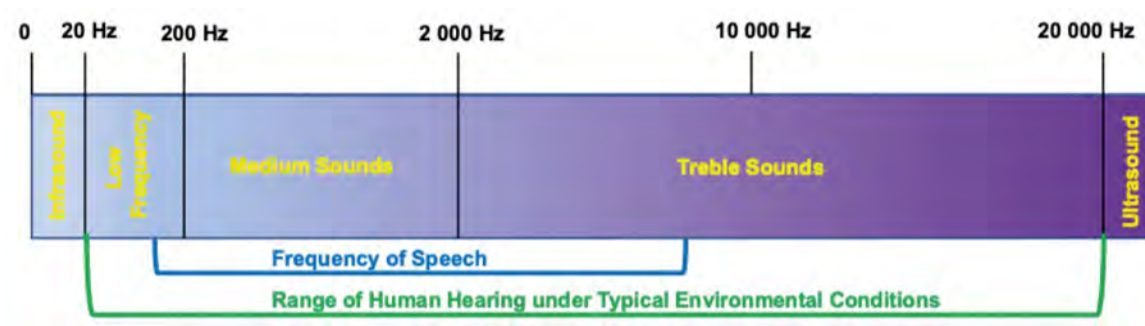 0 20 Hz 200 Hz 2 000 Hz 10 000 Hz 20 000 Hz
Infrasound
Low
Frequency
Medium Sounds
Treble Sounds
Ultrasound
Frequency of Speech
Range of Human Hearing under Typical Environmental Conditions